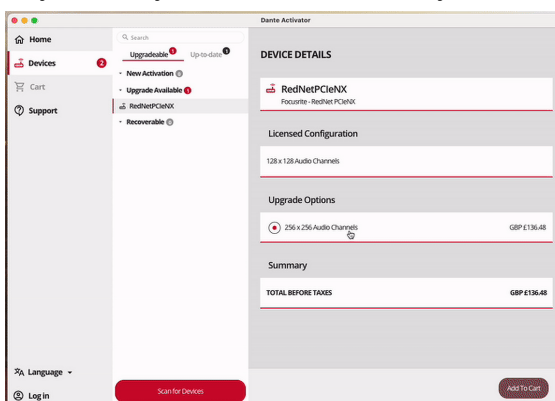 Dante Activator
Home
Devices 2
Cart
Support
Language
Log in
Search
Upgradeable 1 Up-to-date 1
New Activation 0
Upgrade Available 1
RedNetPCIeNX
Recoverable 0
Scan for Devices
DEVICE DETAILS
RedNetPCIeNX
Focusrite - RedNet PCIeNX
Licensed Configuration
128 x 128 Audio Channels
Upgrade Options
256 x 256 Audio Channels GBP £136.48
Summary
TOTAL BEFORE TAXES GBP £136.48
Add To Cart